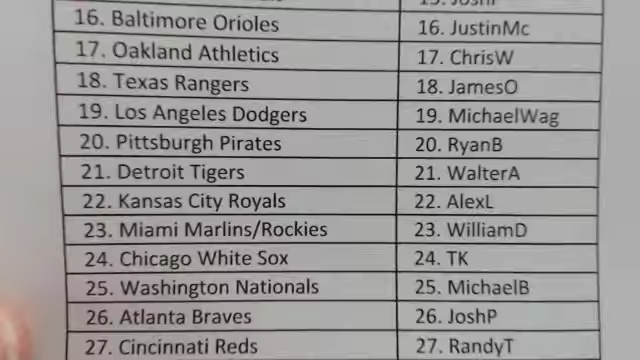 16. Baltimore Orioles 16. JustinMc
17. Oakland Athletics 17. ChrisW
18. Texas Rangers 18. JamesO
19. Los Angeles Dodgers 19. MichaelWag
20. Pittsburgh Pirates 20. RyanB
21. Detroit Tigers 21. WalterA
22. Kansas City Royals 22. AlexL
23. Miami Marlins/Rockies 23. WilliamD
24. Chicago White Sox 24. TK
25. Washington Nationals 25. MichaelB
26. Atlanta Braves 26. JoshP
27. Cincinnati Reds 27. RandyT